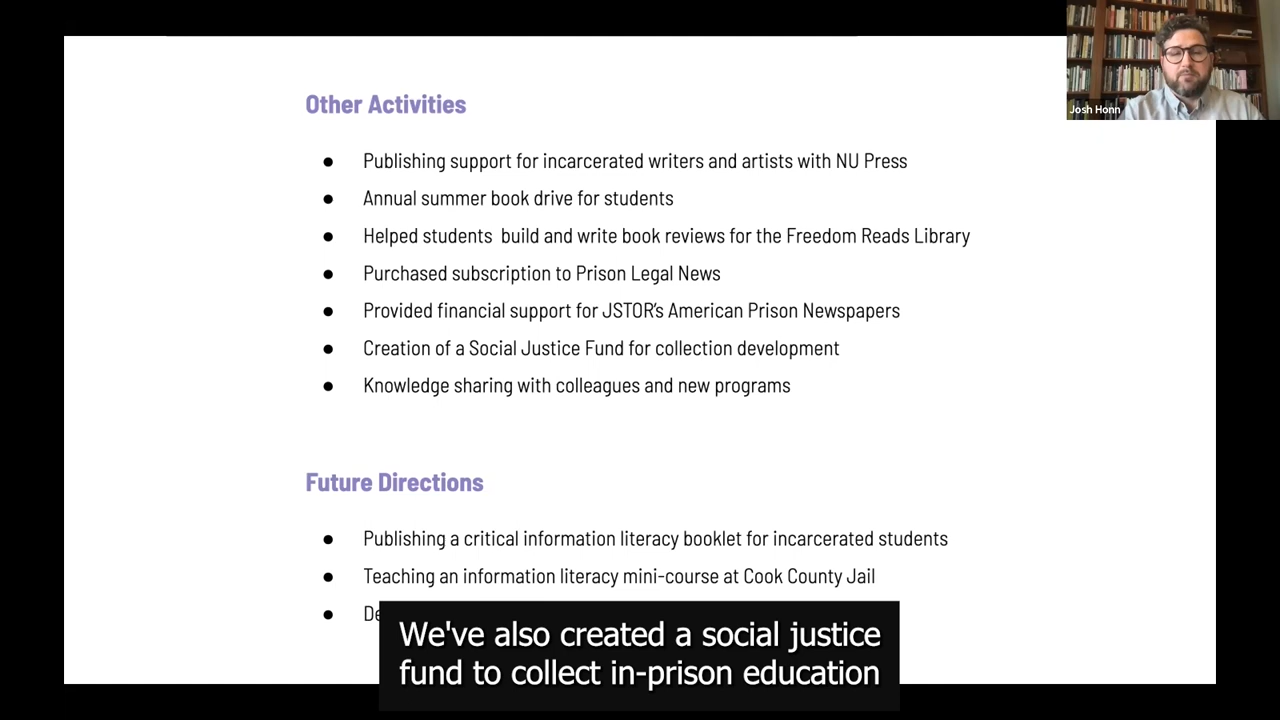 Josh Honn
Other Activities
● Publishing support for incarcerated writers and artists with NU Press
● Annual summer book drive for students
● Helped students  build and write book reviews for the Freedom Reads Library
● Purchased subscription to Prison Legal News
● Provided financial support for JSTOR’s American Prison Newspapers
● Creation of a Social Justice Fund for collection development
● Knowledge sharing with colleagues and new programs
Future Directions
● Publishing a critical information literacy booklet for incarcerated students
● Teaching an information literacy mini-course at Cook County Jail
We've also created a social justice
fund to collect in-prison education